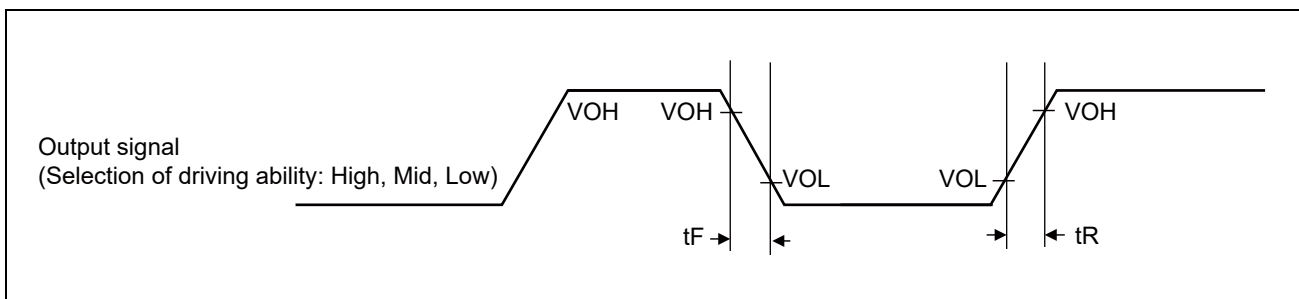 VOH VOH VOH
Output signal
(Selection of driving ability: High, Mid, Low)
VOL VOL
tF tR